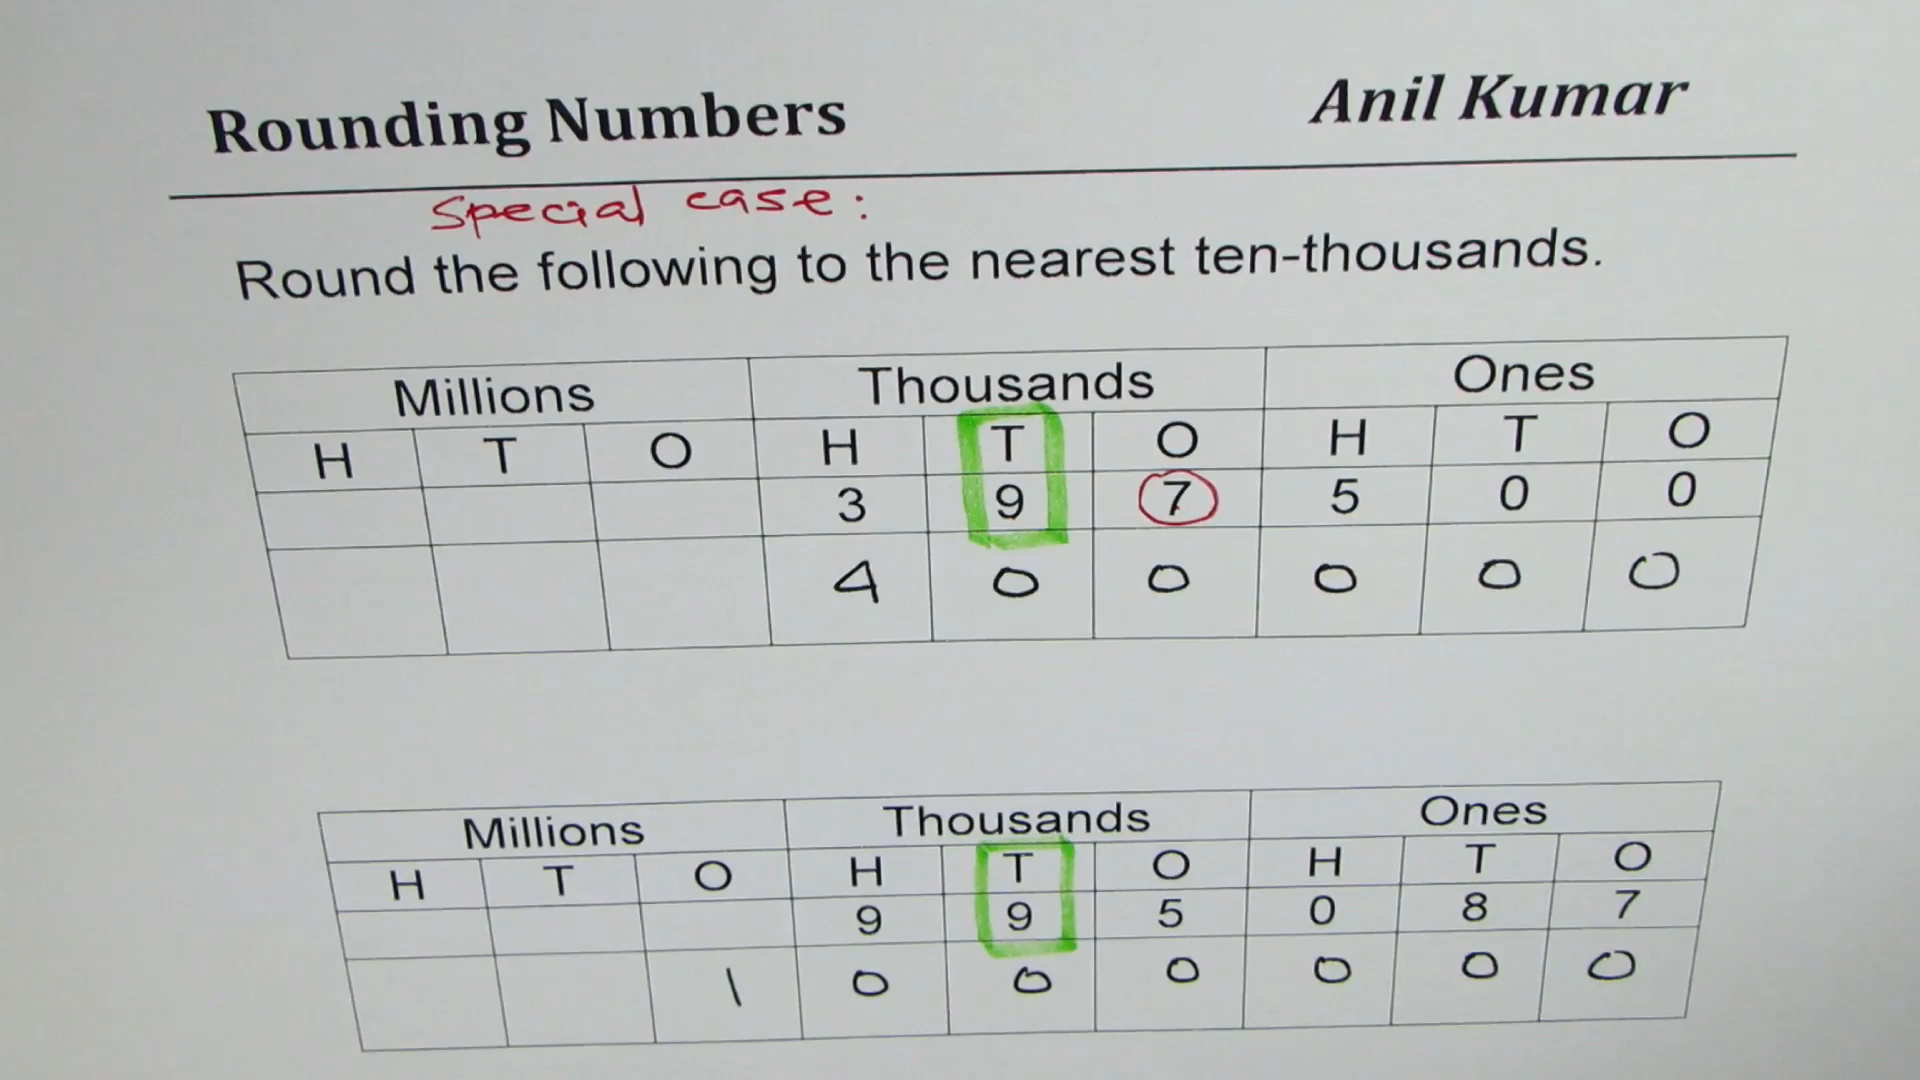 Rounding Numbers Anil Kumar
Special case:
Round the following to the nearest ten-thousands.
Millions Thousands Ones
H T O H T O H T O
3 9 7 5 0 0
4 0 0 0 0 0
Millions Thousands Ones
H T O H T O H T O
9 9 5 0 8 7
1 0 0 0 0 0 0